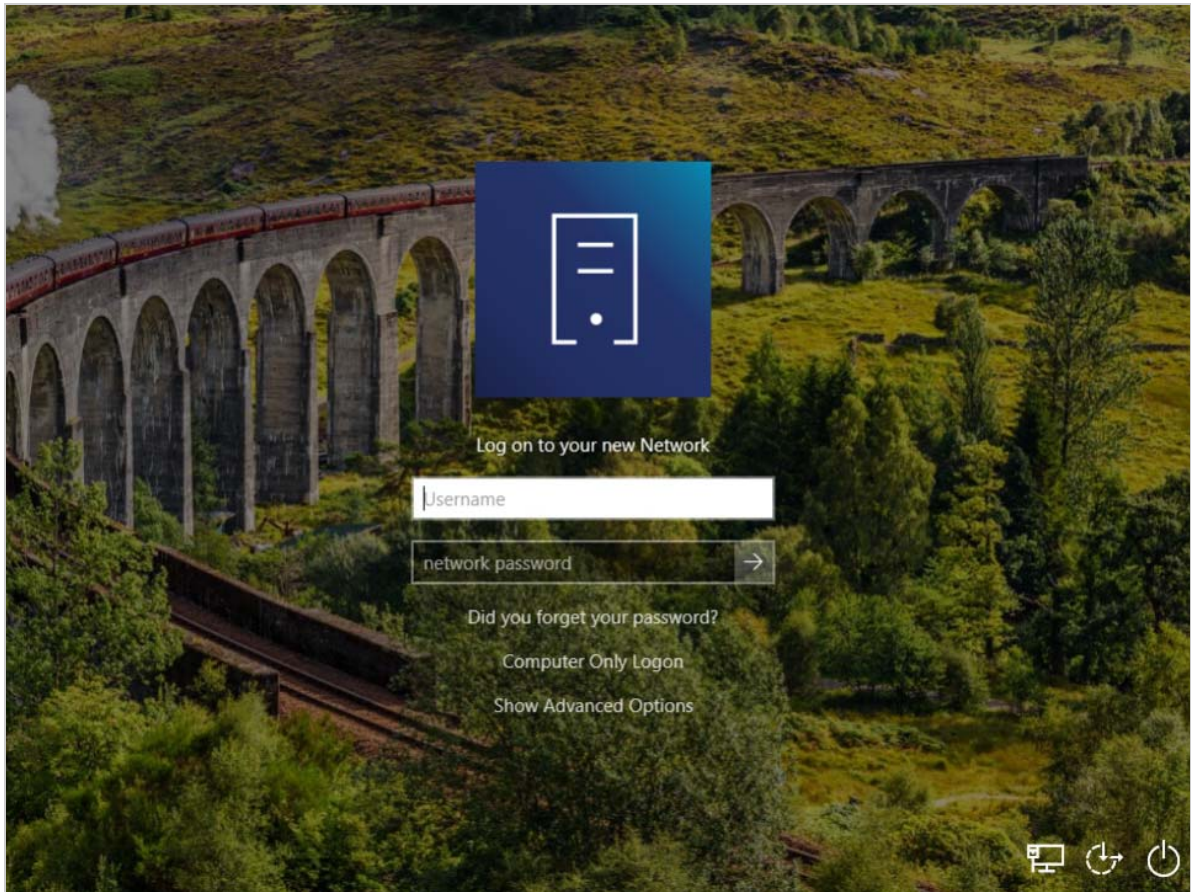 Log on to your new Network
Username
network password
Did you forget your password?
Computer Only Logon
Show Advanced Options